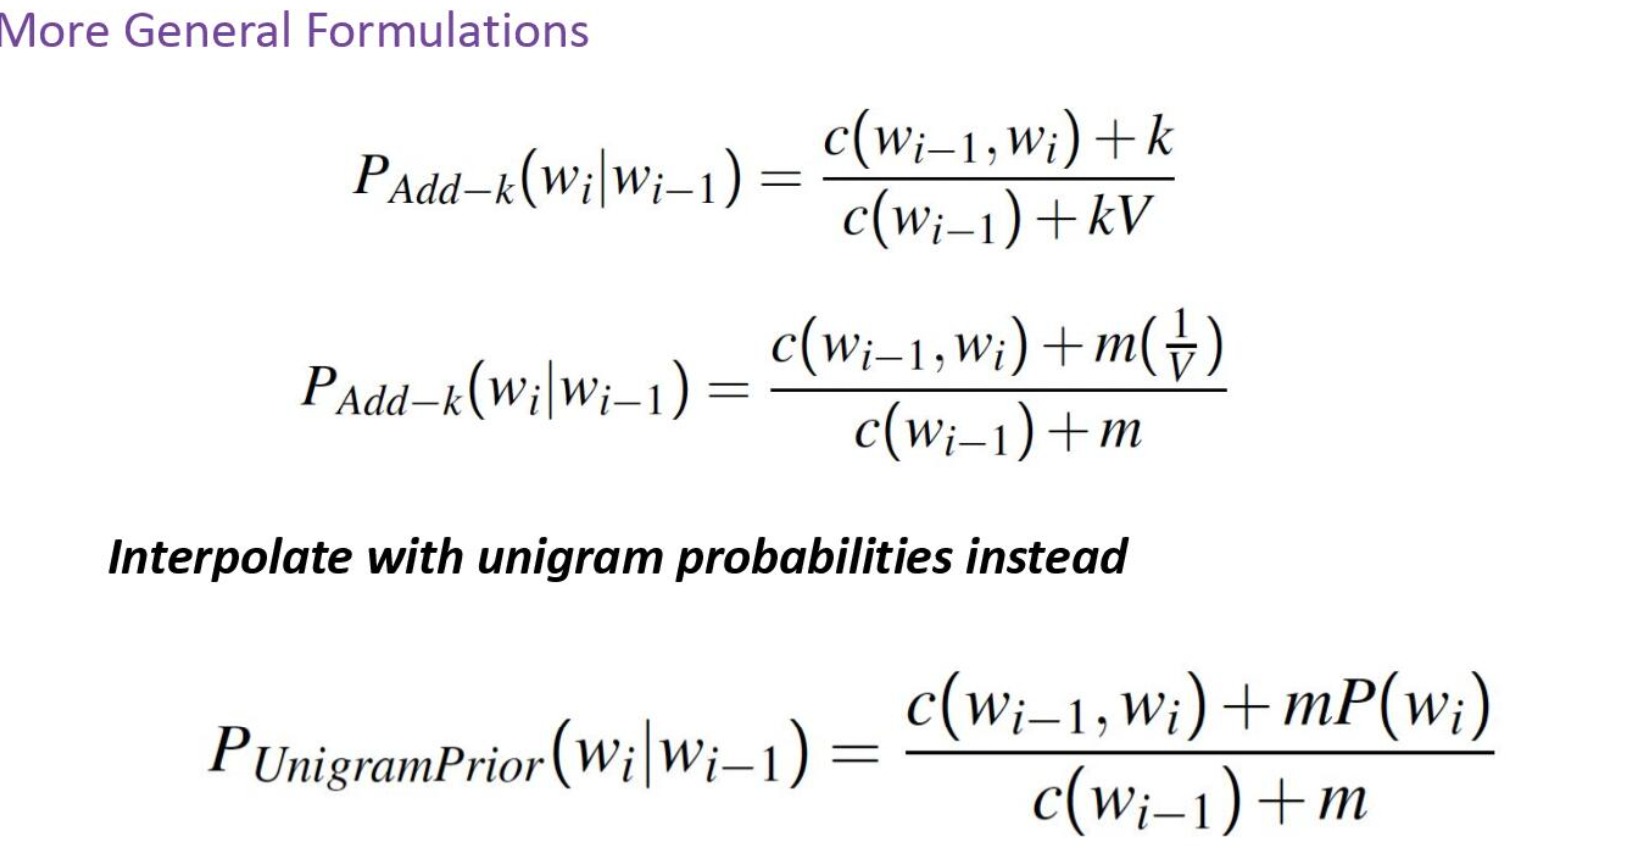 More General Formulations
P_{Add-k}(w_i|w_{i-1}) = \frac{c(w_{i-1}, w_i) + k}{c(w_{i-1}) + kV}
P_{Add-k}(w_i|w_{i-1}) = \frac{c(w_{i-1}, w_i) + m(\frac{1}{V})}{c(w_{i-1}) + m}
Interpolate with unigram probabilities instead
P_{UnigramPrior}(w_i|w_{i-1}) = \frac{c(w_{i-1}, w_i) + mP(w_i)}{c(w_{i-1}) + m}